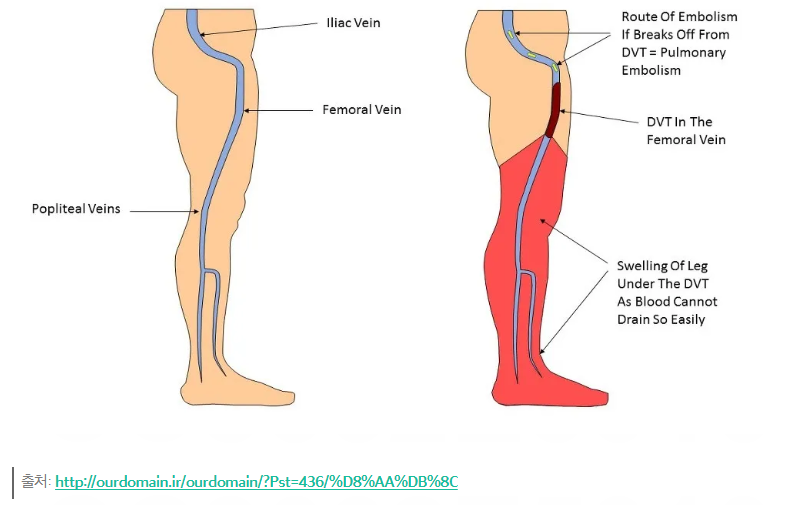 Iliac Vein
Femoral Vein
Popliteal Veins
Route Of Embolism
If Breaks Off From
DVT = Pulmonary
Embolism
DVT In The
Femoral Vein
Swelling Of Leg
Under The DVT
As Blood Cannot
Drain So Easily
출처: http://ourdomain.ir/ourdomain/?Pst=436/%D8%AA%DB%8C